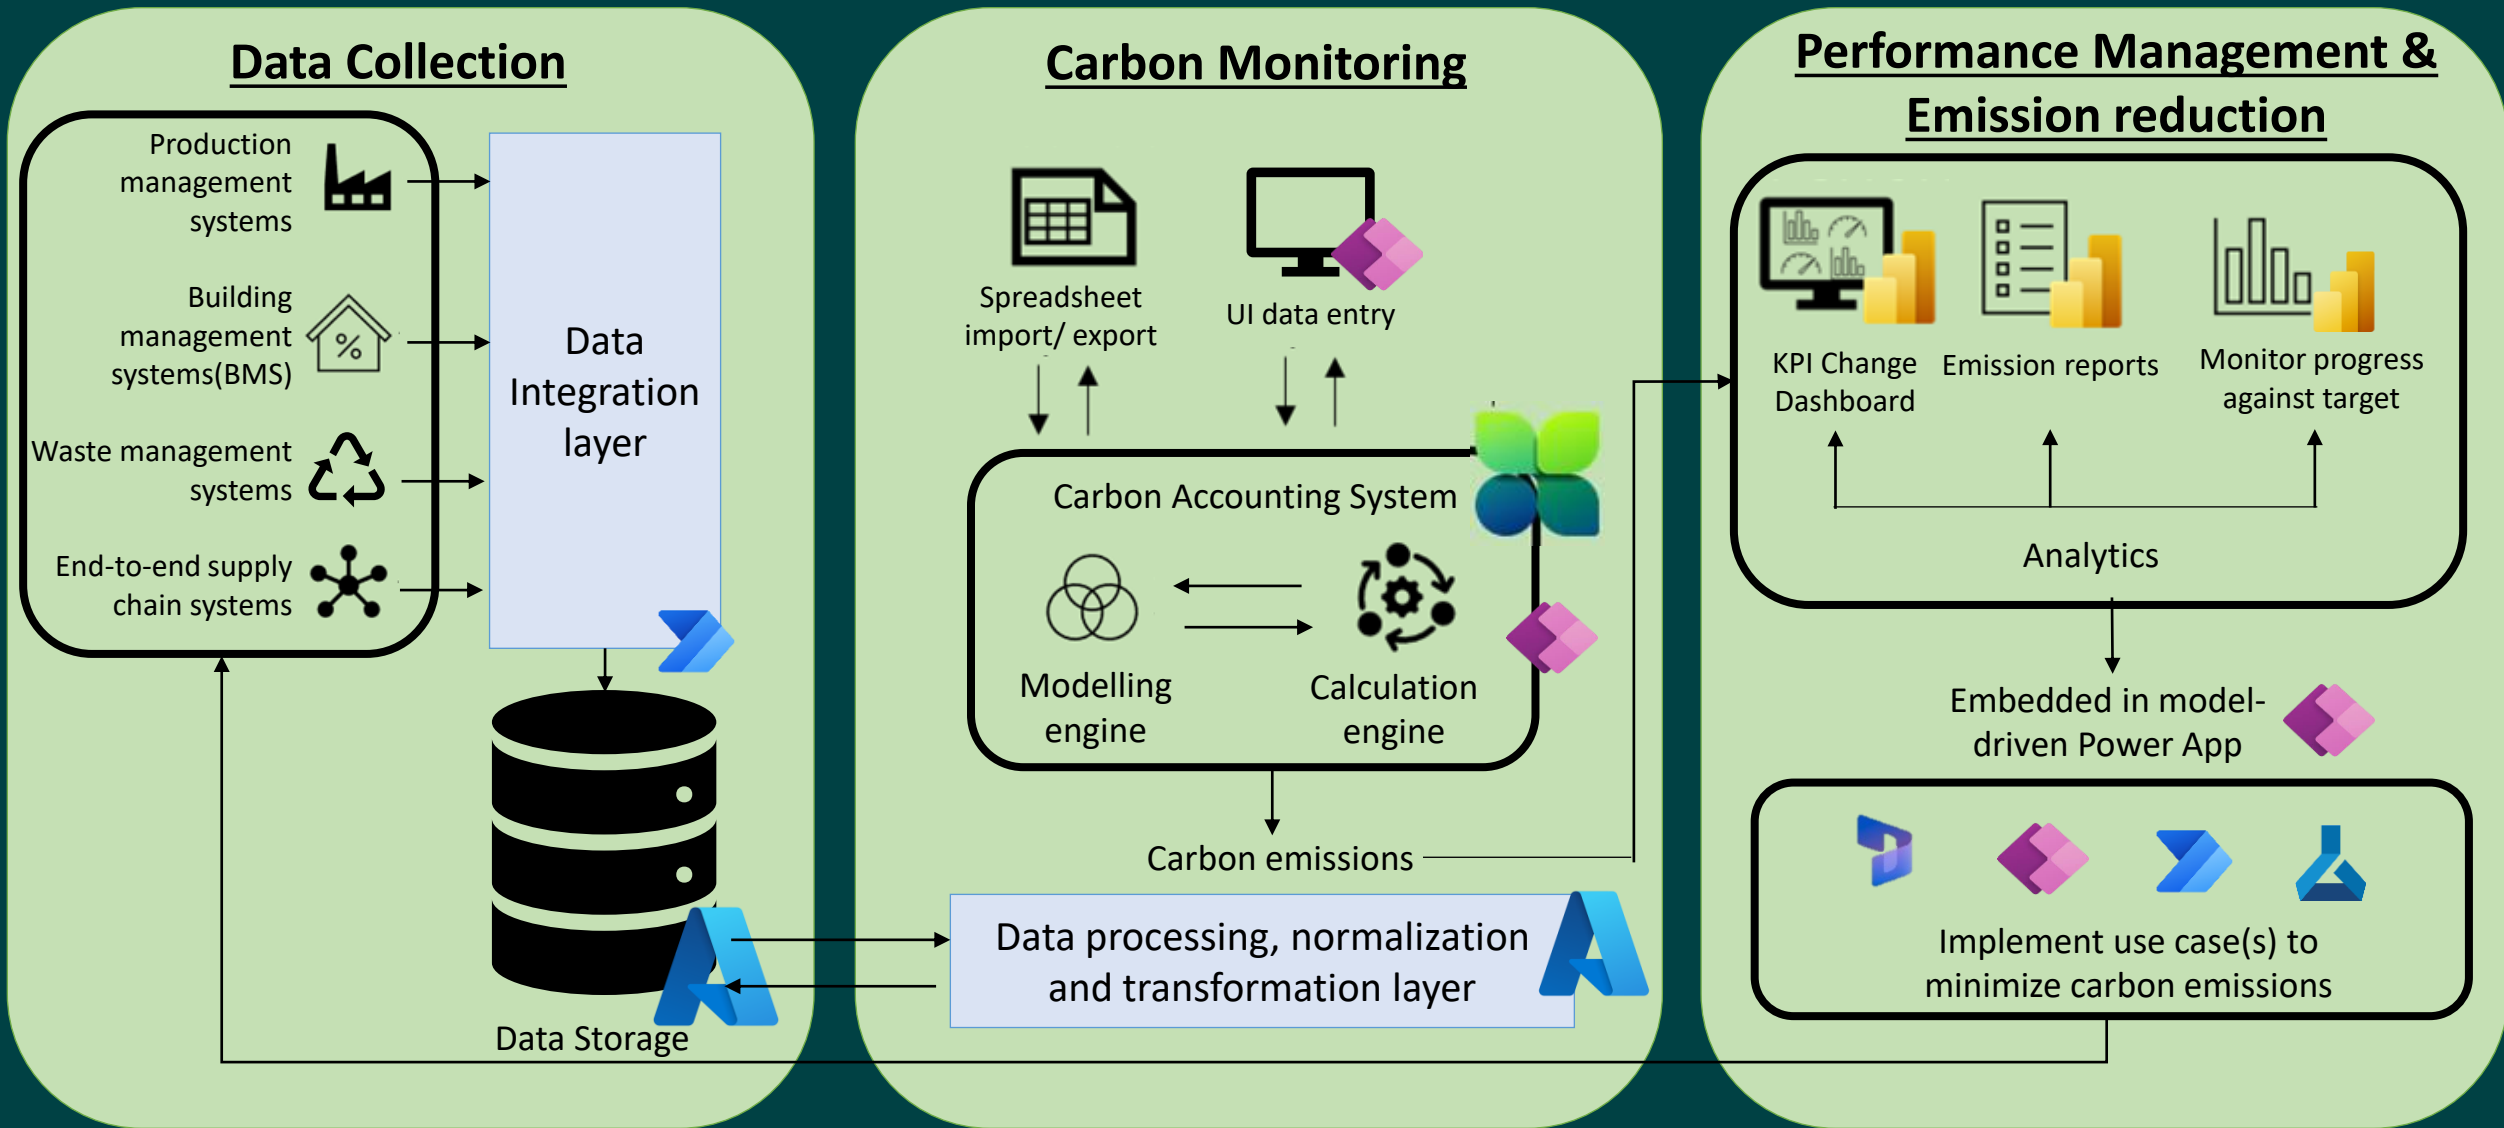 Data Collection
Production
management
systems
Building
management
systems(BMS)
Waste management
systems
End-to-end supply
chain systems
Data
Integration
layer
Data Storage
Carbon Monitoring
Spreadsheet
import/ export
UI data entry
Carbon Accounting System
Modelling
engine
Calculation
engine
Carbon emissions
Data processing, normalization
and transformation layer
Performance Management &
Emission reduction
KPI Change
Dashboard
Emission reports
Monitor progress
against target
Analytics
Embedded in model-
driven Power App
Implement use case(s) to
minimize carbon emissions